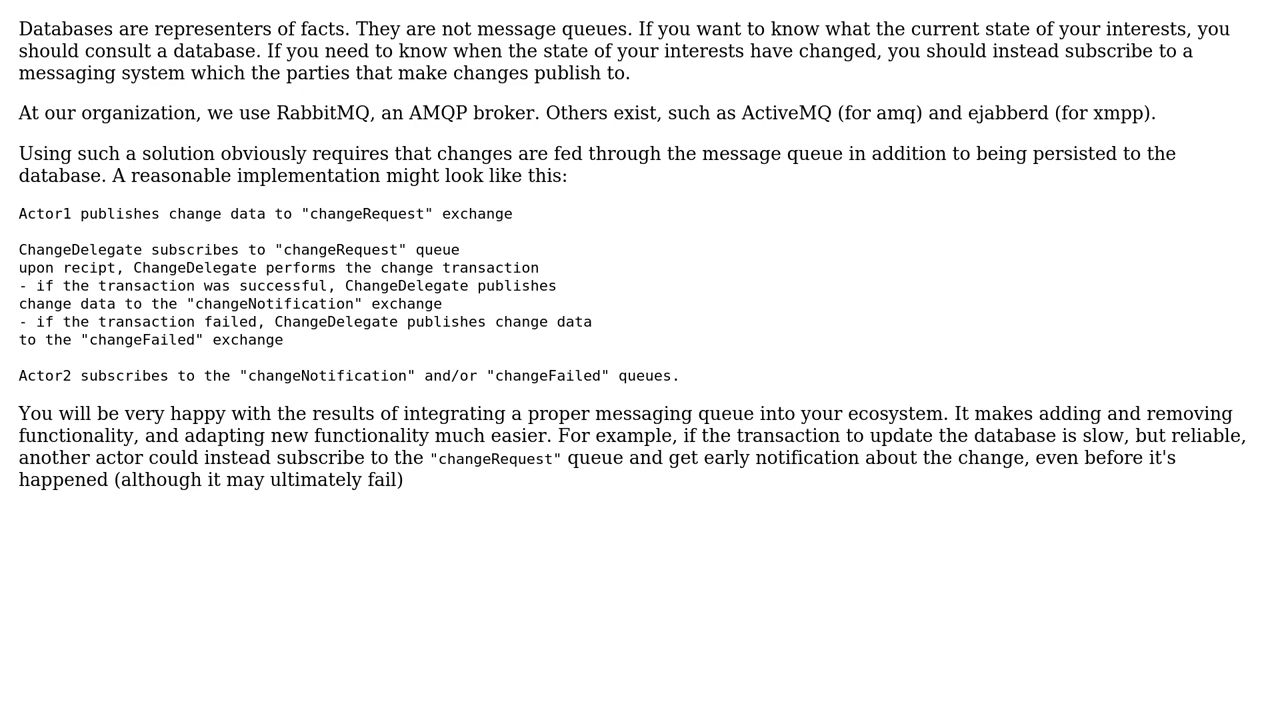 Databases are representers of facts. They are not message queues. If you want to know what the current state of your interests, you
should consult a database. If you need to know when the state of your interests have changed, you should instead subscribe to a
messaging system which the parties that make changes publish to.
At our organization, we use RabbitMQ, an AMQP broker. Others exist, such as ActiveMQ (for amq) and ejabberd (for xmpp).
Using such a solution obviously requires that changes are fed through the message queue in addition to being persisted to the
database. A reasonable implementation might look like this:
Actor1 publishes change data to "changeRequest" exchange
ChangeDelegate subscribes to "changeRequest" queue
upon recipt, ChangeDelegate performs the change transaction
- if the transaction was successful, ChangeDelegate publishes
change data to the "changeNotification" exchange
- if the transaction failed, ChangeDelegate publishes change data
to the "changeFailed" exchange
Actor2 subscribes to the "changeNotification" and/or "changeFailed" queues.
You will be very happy with the results of integrating a proper messaging queue into your ecosystem. It makes adding and removing
functionality, and adapting new functionality much easier. For example, if the transaction to update the database is slow, but reliable,
another actor could instead subscribe to the "changeRequest" queue and get early notification about the change, even before it's
happened (although it may ultimately fail)